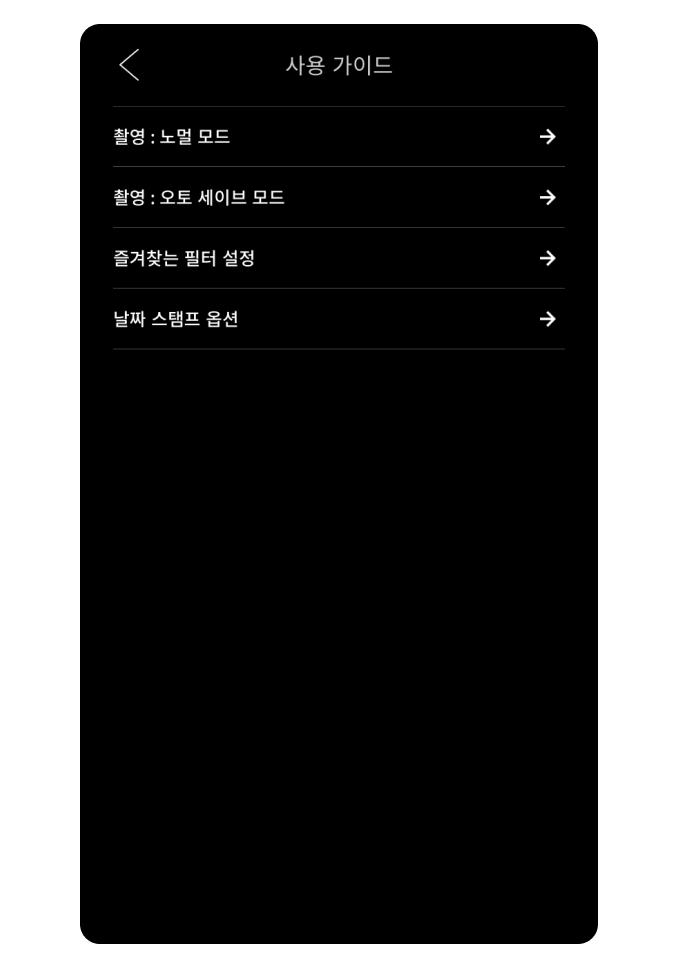 사용 가이드
촬영 : 노멀 모드
촬영 : 오토 세이브 모드
즐겨찾는 필터 설정
날짜 스탬프 옵션